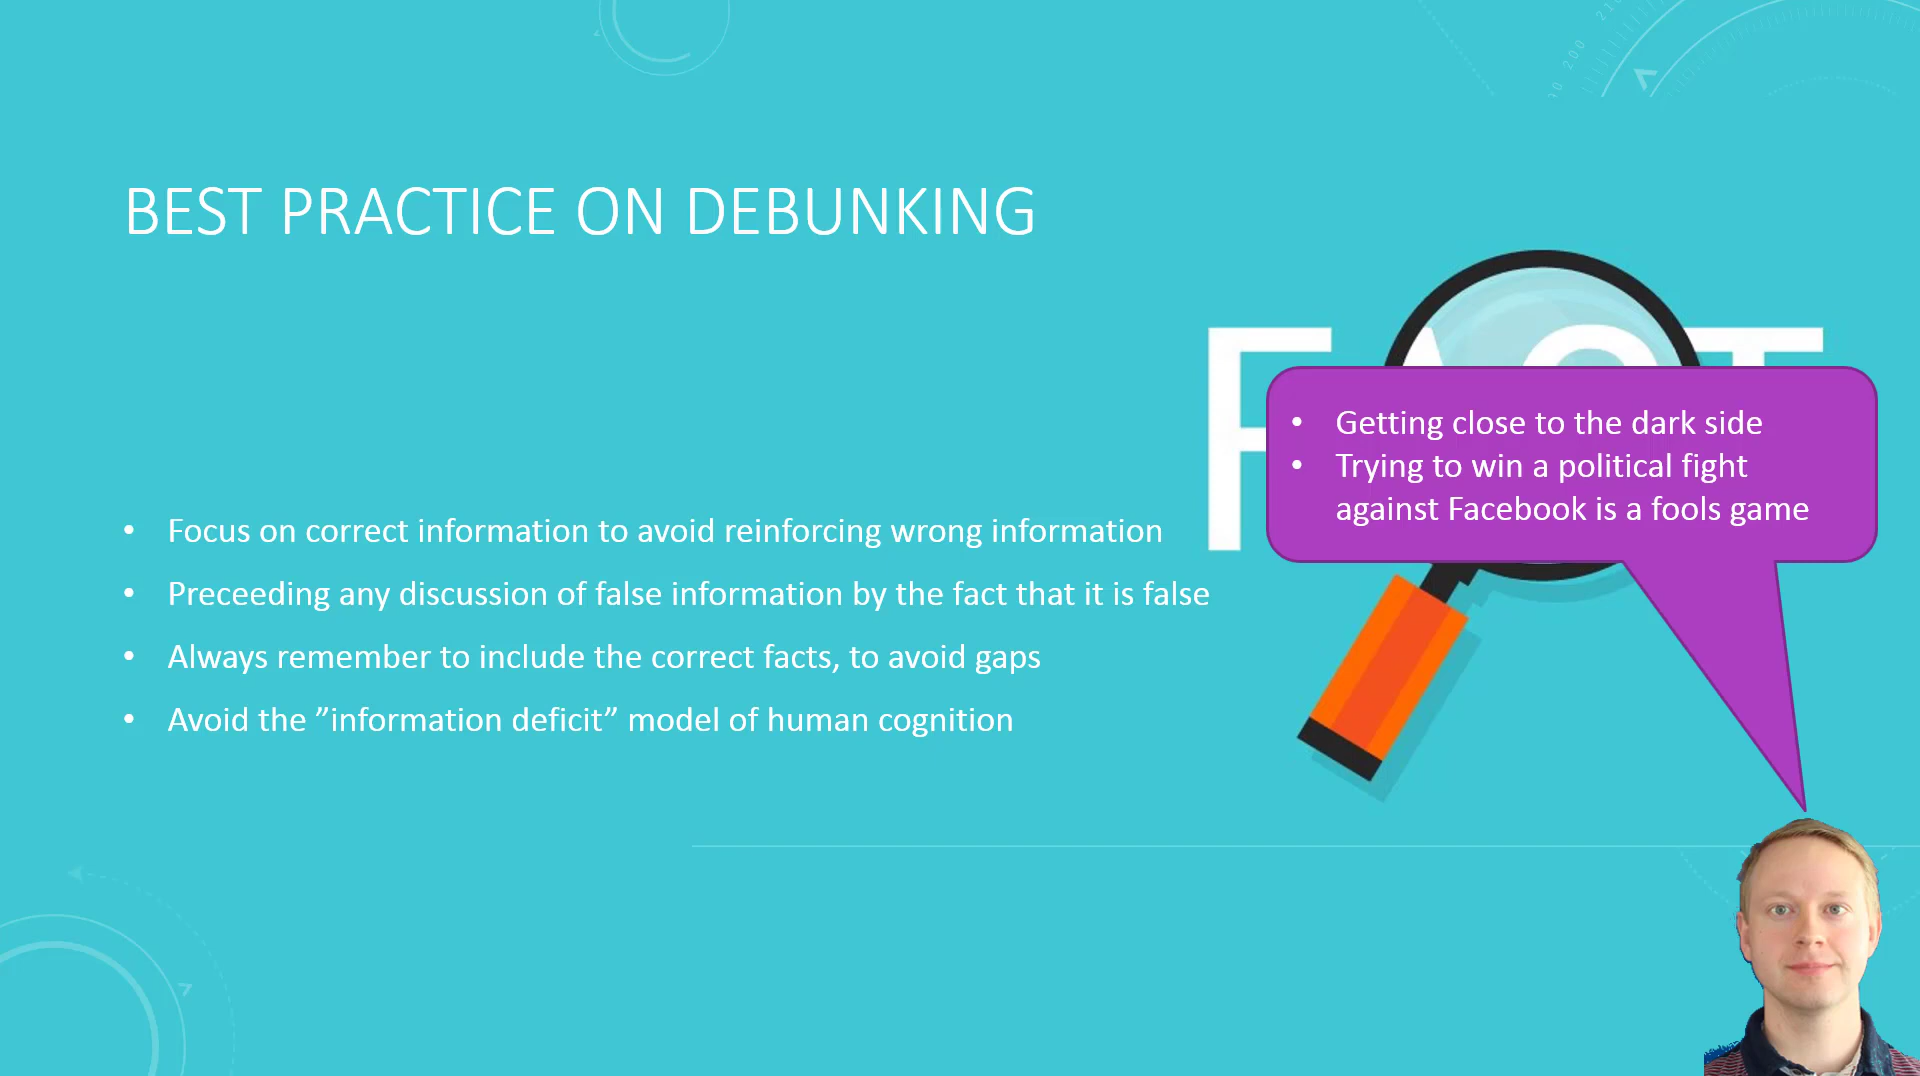 BEST PRACTICE ON DEBUNKING
• Focus on correct information to avoid reinforcing wrong information
• Preceeding any discussion of false information by the fact that it is false
• Always remember to include the correct facts, to avoid gaps
• Avoid the ”information deficit” model of human cognition
• Getting close to the dark side
• Trying to win a political fight
against Facebook is a fools game
200